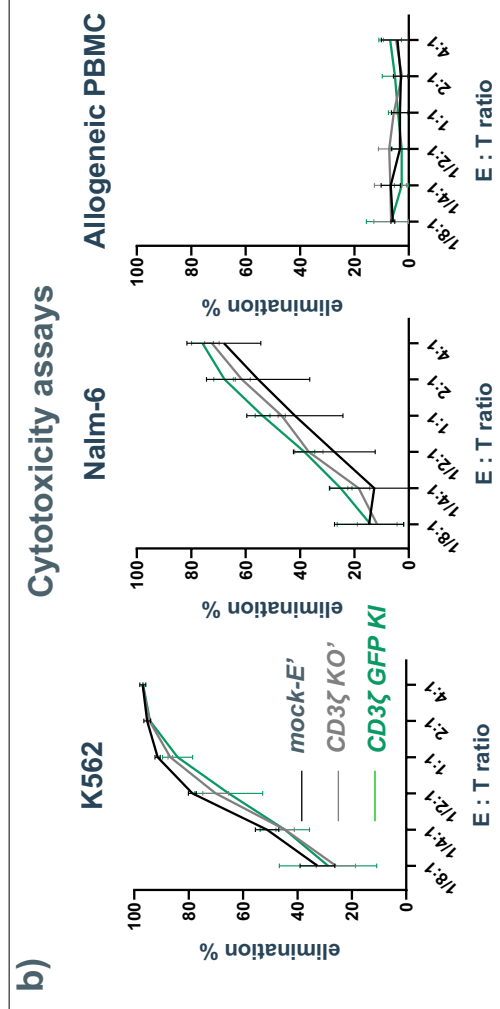 b)
Cytotoxicity assays
K562
elimination %
100
80
60
40
20
0
mock-E'
CD3ζ KO'
CD3ζ GFP KI
1/8:1
1/4:1
1/2:1
1:1
2:1
4:1
E : T ratio
Nalm-6
elimination %
100
80
60
40
20
0
1/8:1
1/4:1
1/2:1
1:1
2:1
4:1
E : T ratio
Allogeneic PBMC
elimination %
100
80
60
40
20
0
1/8:1
1/4:1
1/2:1
1:1
2:1
4:1
E : T ratio